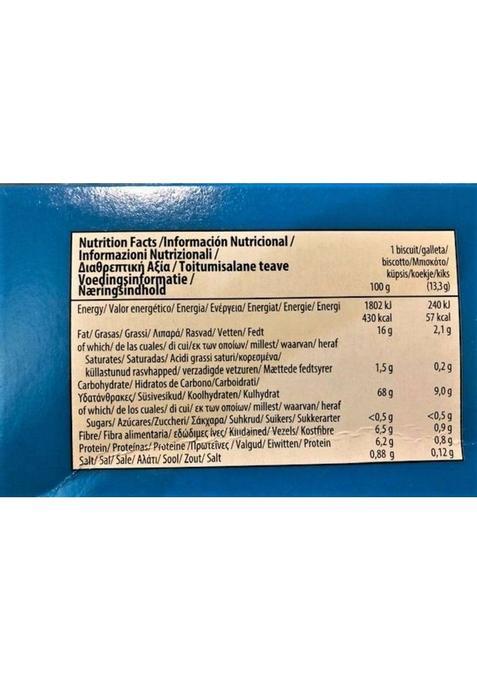 Nutrition Facts /Información Nutricional /
Informazioni Nutrizionali /
Διαθρεπτική Αξία / Toitumisalane teave
Voedingsinformatie /
Næringsindhold
1 biscuit/galleta/
biscotto/Μπισκότο/
küpsis/koekje/kiks
100 g (13,3g)
Energy/ Valor energético/ Energia/ Ενέργεια/ Energiat/ Energie/ Energi 1802 kJ 240 kJ
430 kcal 57 kcal
Fat/ Grasas/ Grassi/ Λιπαρά/ Rasvad/ Vetten/ Fedt 16 g 2,1 g
of which/ de las cuales/ di cui/εκ των οποίων/ millest/ waarvan/ heraf
Saturates/ Saturadas/ Acidi grassi saturi/κορεσμένα/
küllastunud rasvhapped/ verzadigde vetzuren/ Mættede fedtsyrer 1,5 g 0,2 g
Carbohydrate/ Hidratos de Carbono/Carboidrati/
Υδατάνθρακες/ Süsivesikud/ Koolhydraten/ Kulhydrat 68 g 9,0 g
of which/ de los cuales/ di cui/ εκ των οποίων/ millest/ waarvan/ heraf
Sugars/ Azúcares/Zuccheri/ Σάκχαρα/ Suhkrud/ Suikers/ Sukkerarter <0,5 g <0,5 g
Fibre/ Fibra alimentaria/ εδώδιμες ίνες/ Kiudained/ Vezels/ Kostfibre 6,5 g 0,9 g
Protein/ Proteínas/ Proteine /Πρωτεΐνες / Valgud/ Eiwitten/ Protein 6,2 g 0,8 g
Salt/ Sal/ Sale/ Αλάτι/ Sool/ Zout/ Salt 0,88 g 0,12 g